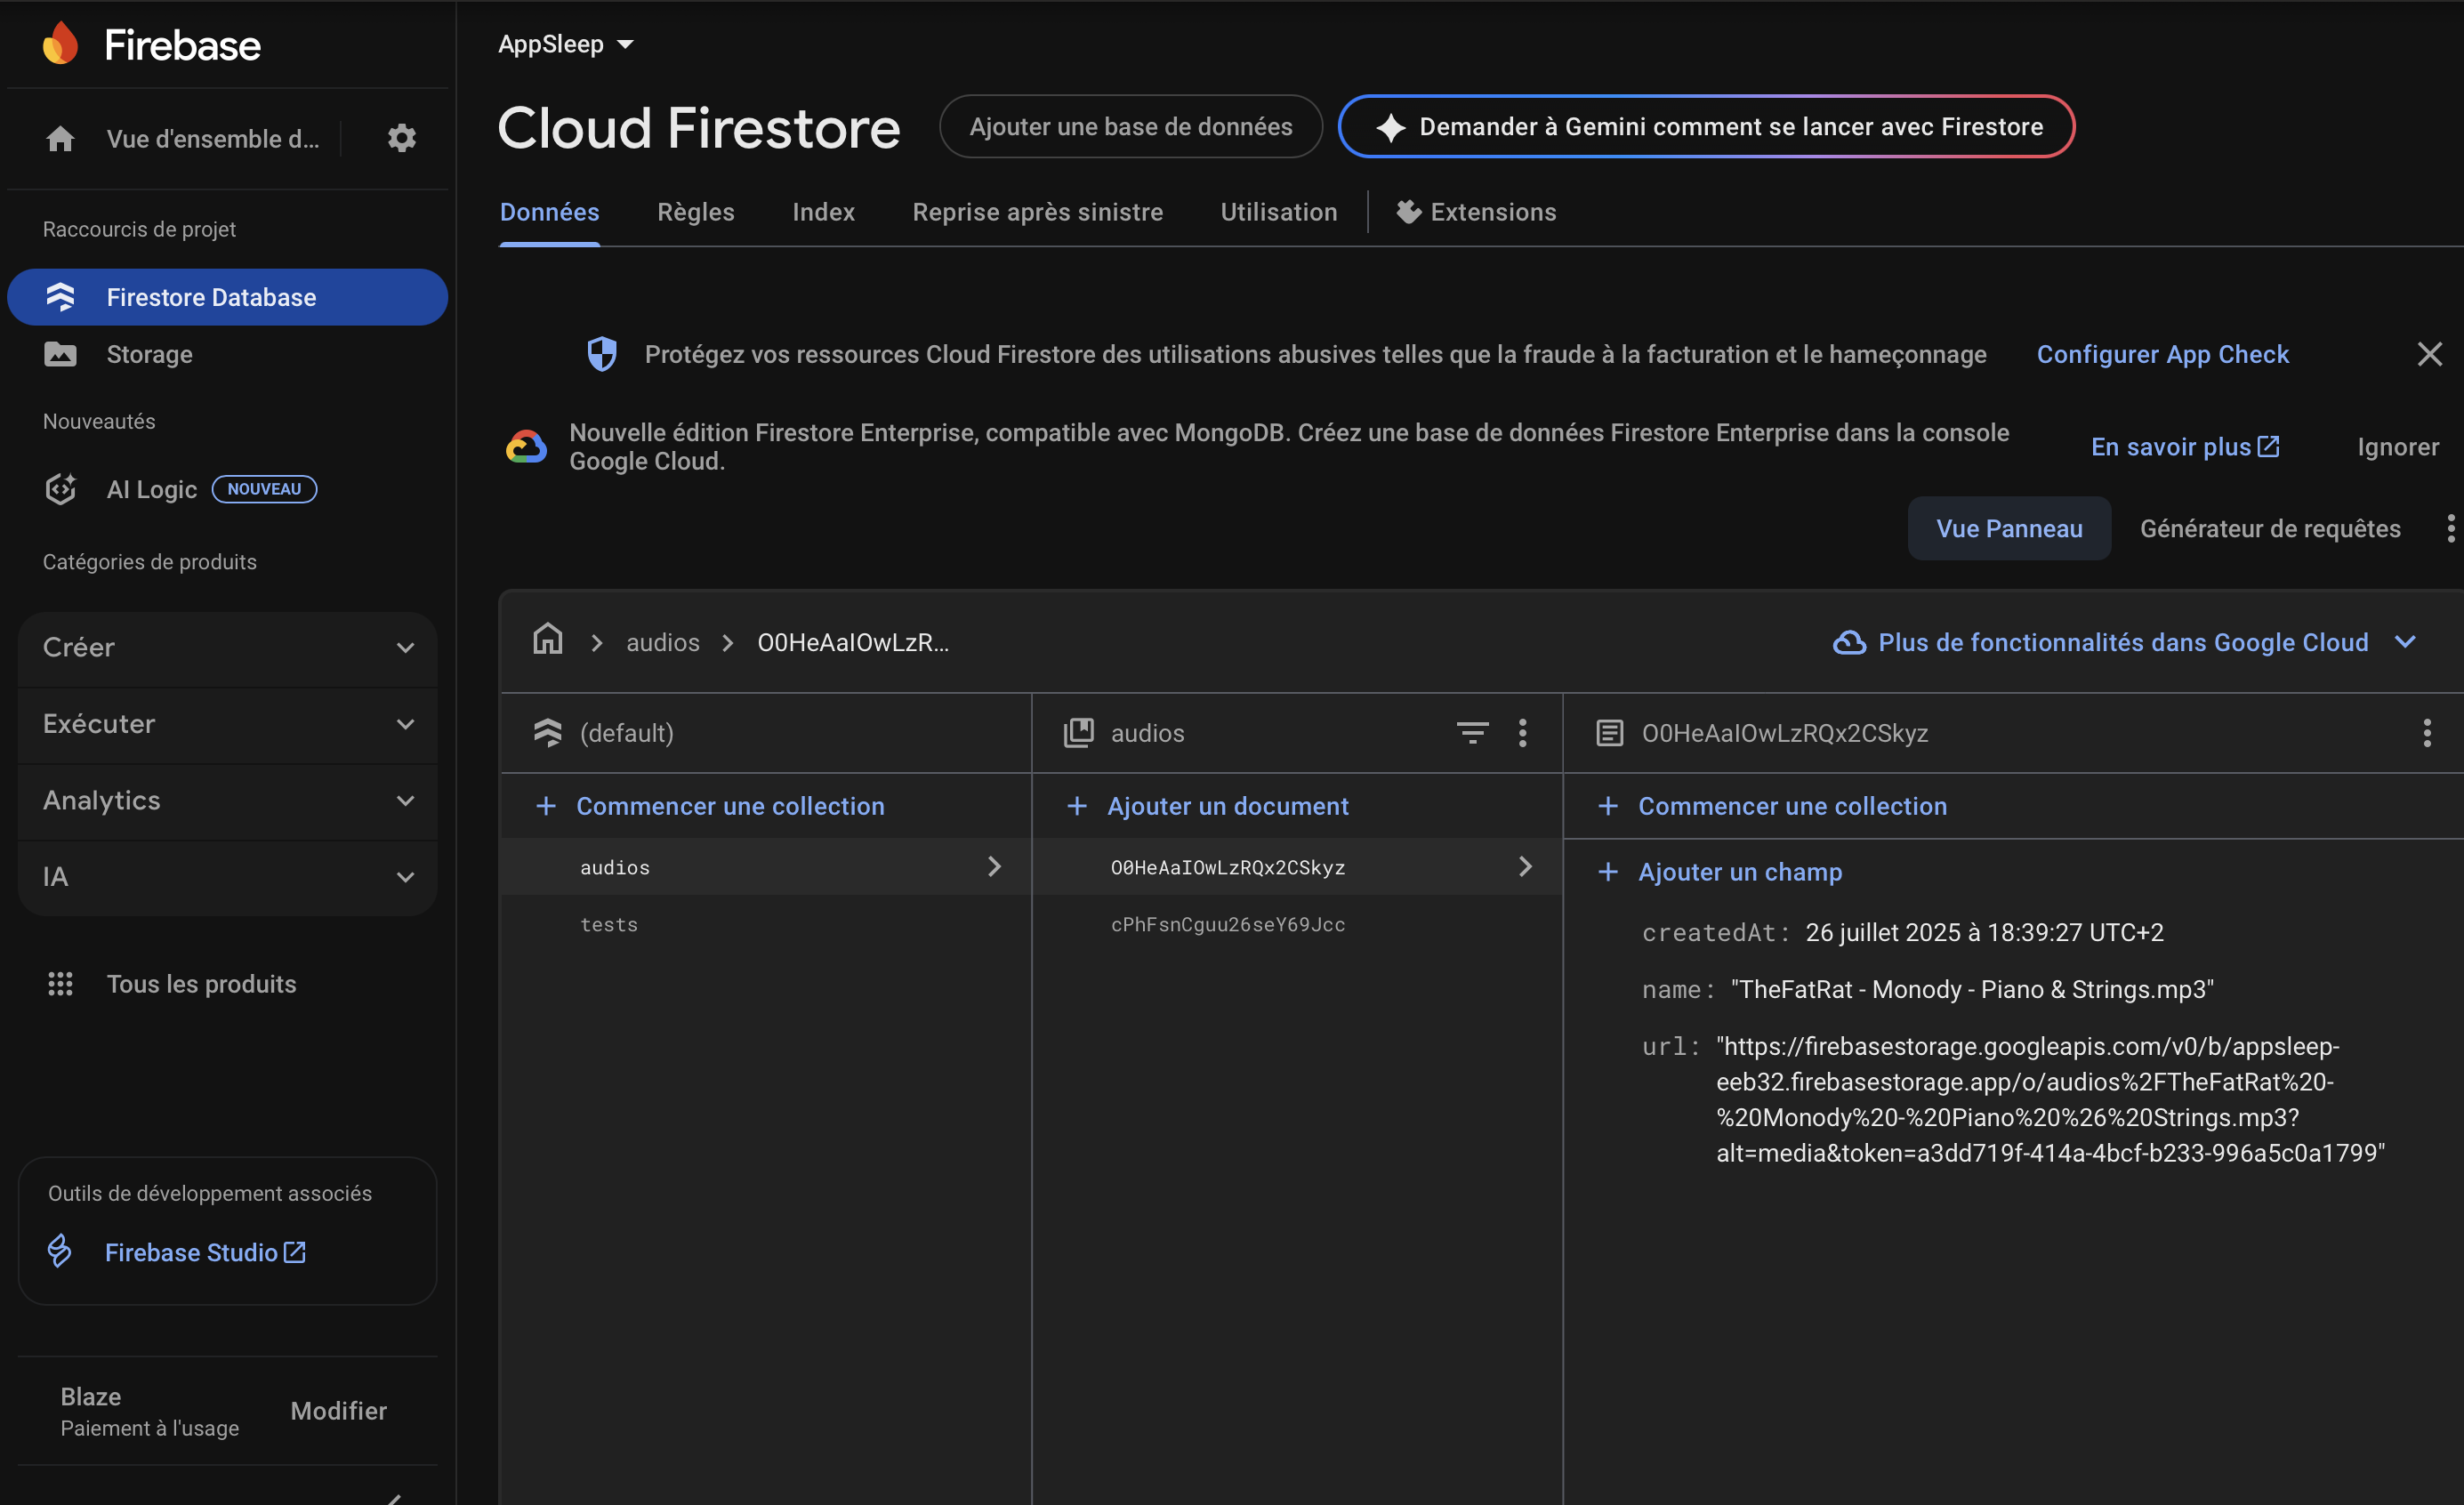 Firebase
Vue d'ensemble d...
Raccourcis de projet
Firestore Database
Storage
Nouveautés
AI Logic NOUVEAU
Catégories de produits
Créer
Exécuter
Analytics
IA
Tous les produits
Outils de développement associés
Firebase Studio
Blaze
Paiement à l'usage
Modifier
AppSleep
Cloud Firestore
Ajouter une base de données
Demander à Gemini comment se lancer avec Firestore
Données Règles Index Reprise après sinistre Utilisation Extensions
Protégez vos ressources Cloud Firestore des utilisations abusives telles que la fraude à la facturation et le hameçonnage Configurer App Check
Nouvelle édition Firestore Enterprise, compatible avec MongoDB. Créez une base de données Firestore Enterprise dans la console
Google Cloud.
En savoir plus Ignorer
Vue Panneau Générateur de requêtes
audios O0HeAaIOwLzR...
Plus de fonctionnalités dans Google Cloud
(default)
Commencer une collection
audios
tests
audios
Ajouter un document
O0HeAaIOwLzRQx2CSkyz
cPhFsnCguu26seY69Jcc
O0HeAaIOwLzRQx2CSkyz
Commencer une collection
Ajouter un champ
createdAt: 26 juillet 2025 à 18:39:27 UTC+2
name: "TheFatRat - Monody - Piano & Strings.mp3"
url: "https://firebasestorage.googleapis.com/v0/b/appsleep-
eeb32.firebasestorage.app/o/audios%2FTheFatRat%20-
%20Monody%20-%20Piano%20%26%20Strings.mp3?
alt=media&token=a3dd719f-414a-4bcf-b233-996a5c0a1799"